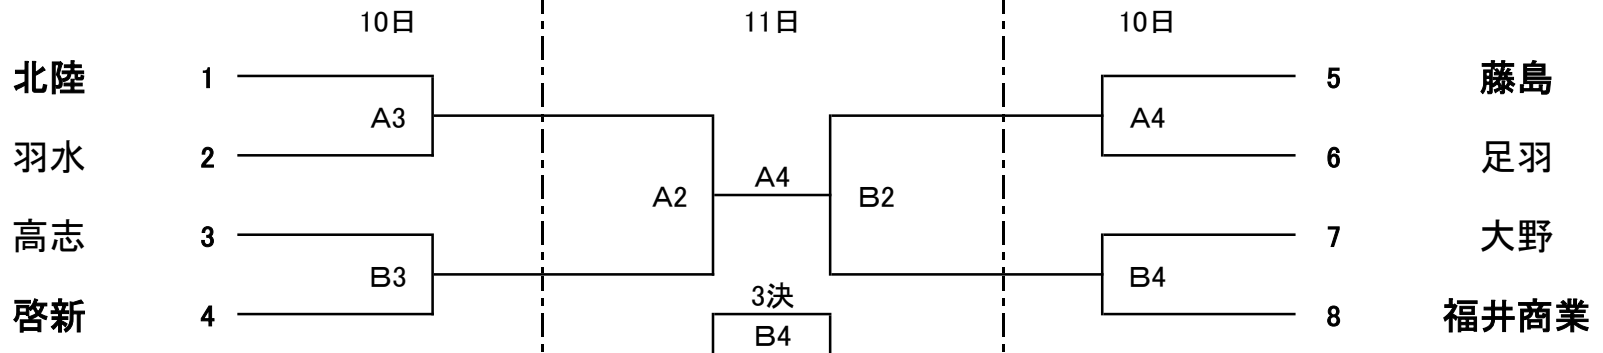 10日 11日 10日
北陸 1 5 藤島
A3 A4
羽水 2 6 足羽
A4
A2 B2
高志 3 7 大野
B3 B4
3決
啓新 4 8 福井商業
B4